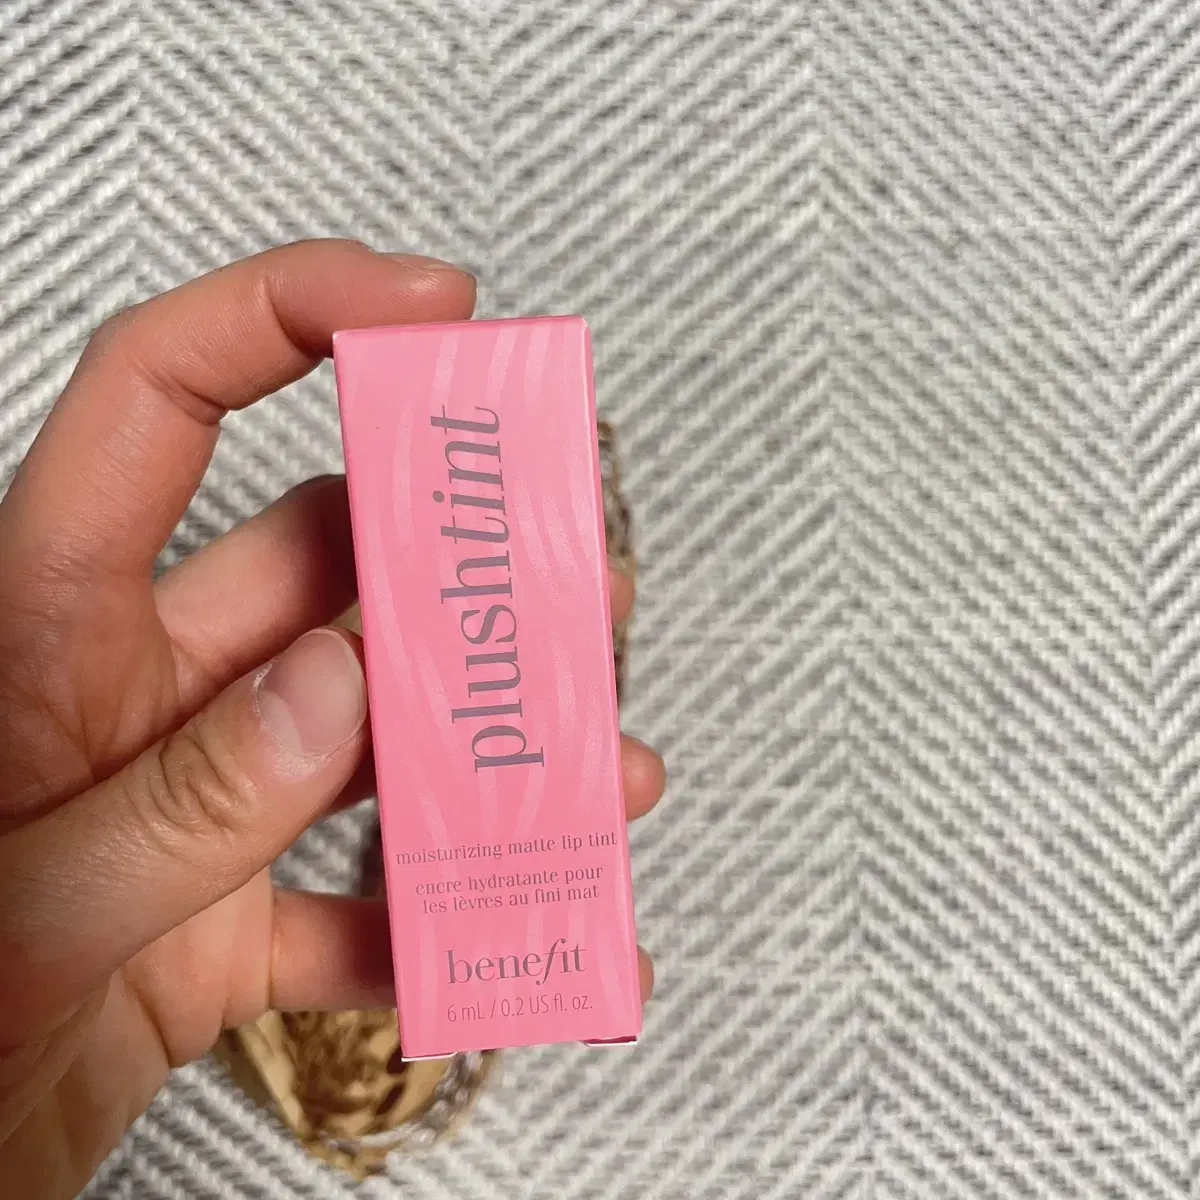 plushtint
moisturizing matte lip tint
encre hydratante pour
les lèvres au fini mat
benefit
6 mL / 0.2 US fl. oz.